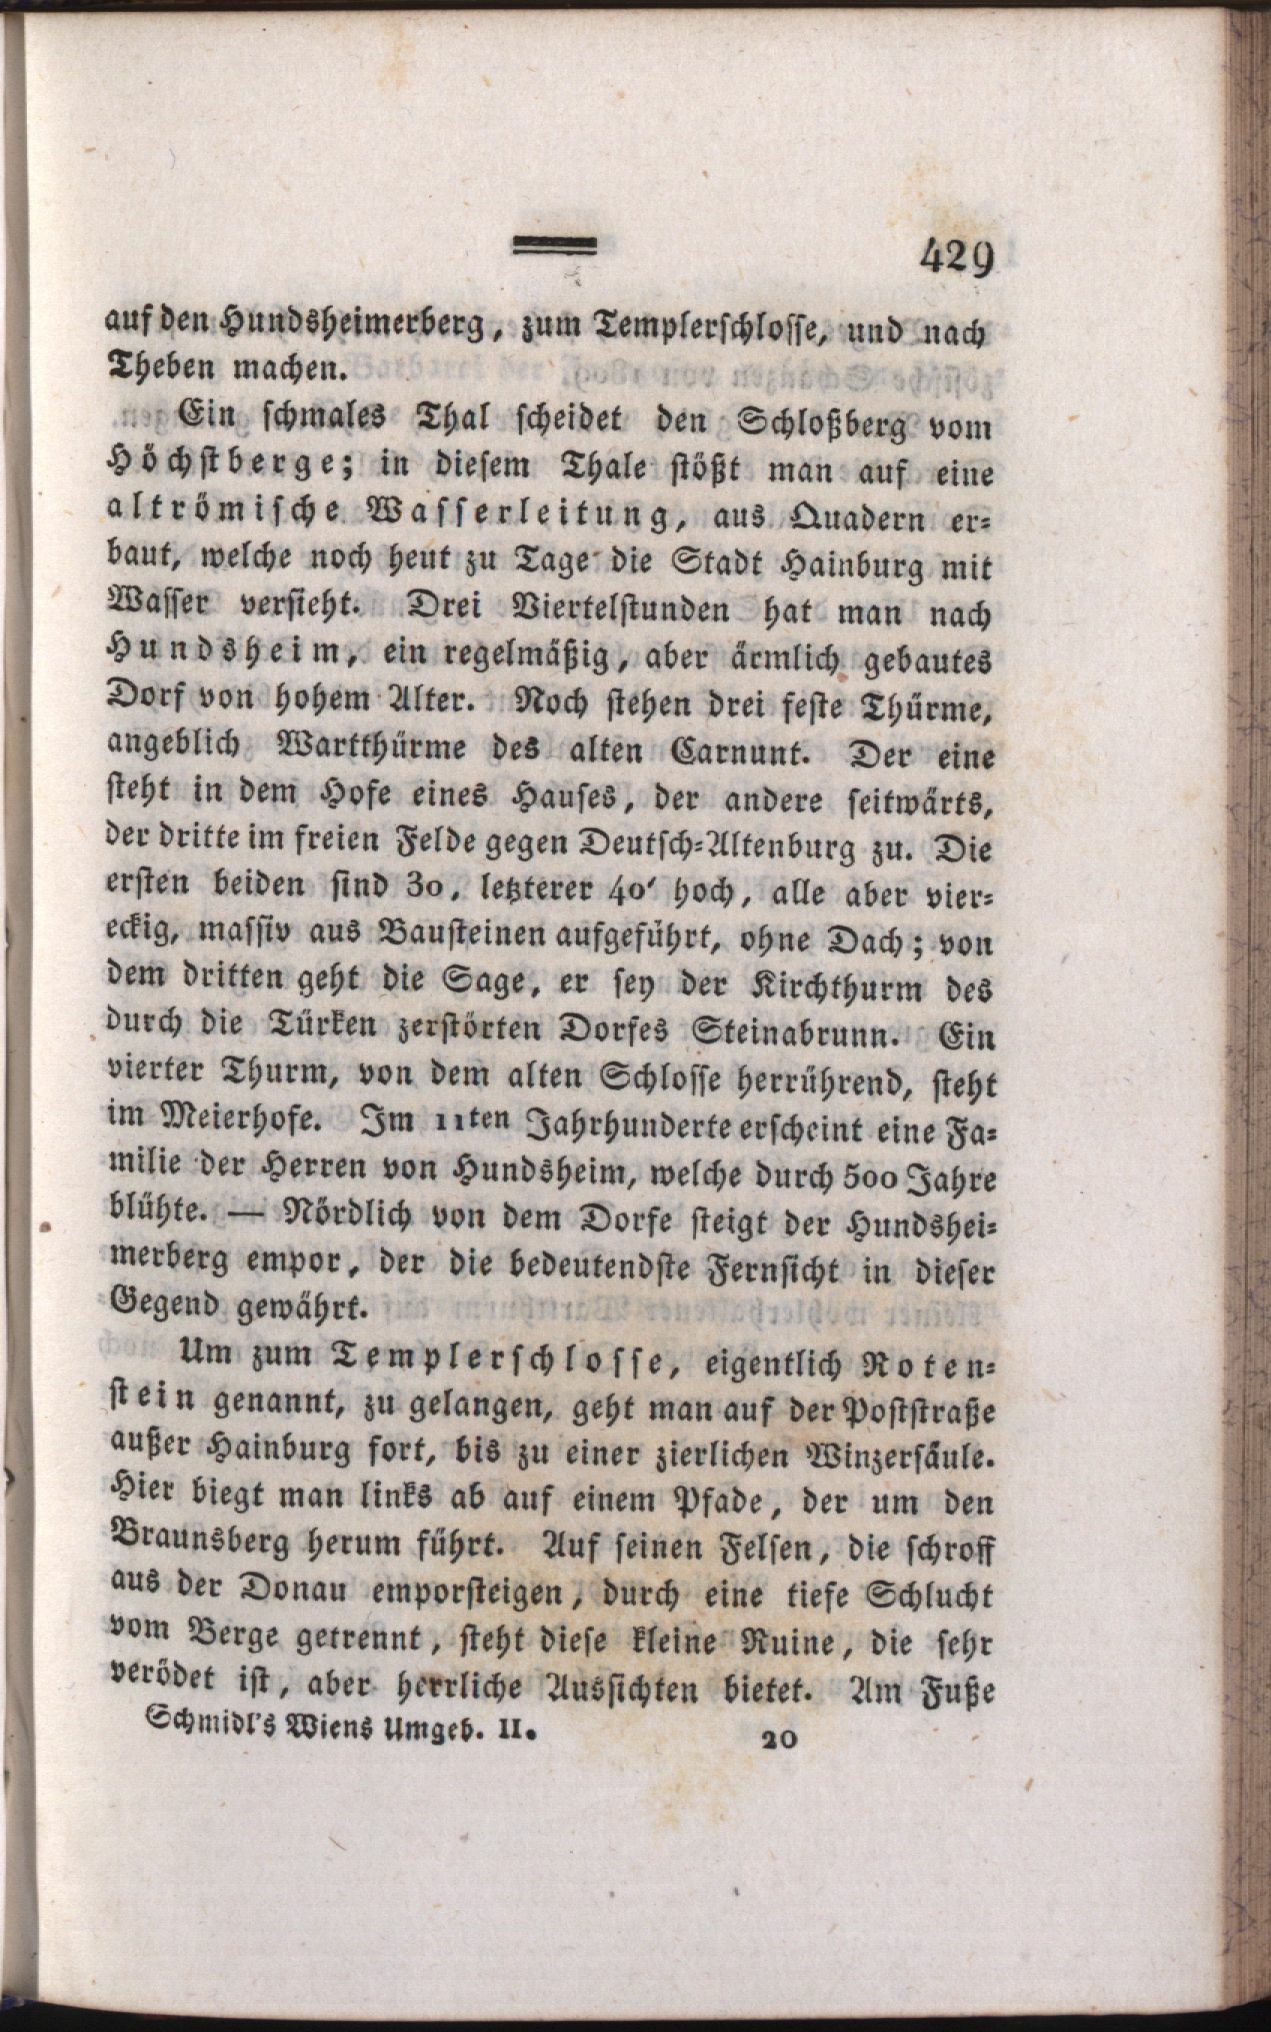 429
auf den Hundsheimerberg, zum Templerschlosse, und nach
Theben machen.
Ein schmales Thal scheidet den Schloßberg vom
Höchstberge; in diesem Thale stößt man auf eine
altrömische Wasserleitung, aus Quadern er-
baut, welche noch heut zu Tage die Stadt Hainburg mit
Wasser versieht. Drei Viertelstunden hat man nach
Hundsheim, ein regelmäßig, aber ärmlich gebautes
Dorf von hohem Alter. Noch stehen drei feste Thürme,
angeblich Wartthürme des alten Carnunt. Der eine
steht in dem Hofe eines Hauses, der andere seitwärts,
der dritte im freien Felde gegen Deutsch-Altenburg zu. Die
ersten beiden sind 30, letzterer 40' hoch, alle aber vier-
eckig, massiv aus Bausteinen aufgeführt, ohne Dach; von
dem dritten geht die Sage, er sey der Kirchthurm des
durch die Türken zerstörten Dorfes Steinabrunn. Ein
vierter Thurm, von dem alten Schlosse herrührend, steht
im Meierhofe. Im 11ten Jahrhunderte erscheint eine Fa-
milie der Herren von Hundsheim, welche durch 500 Jahre
blühte. — Nördlich von dem Dorfe steigt der Hundshei-
merberg empor, der die bedeutendste Fernsicht in dieser
Gegend gewährt.
Um zum Templerschlosse, eigentlich Roten-
stein genannt, zu gelangen, geht man auf der Poststraße
außer Hainburg fort, bis zu einer zierlichen Winzersäule.
Hier biegt man links ab auf einem Pfade, der um den
Braunsberg herum führt. Auf seinen Felsen, die schroff
aus der Donau emporsteigen, durch eine tiefe Schlucht
vom Berge getrennt, steht diese kleine Ruine, die sehr
verödet ist, aber herrliche Aussichten bietet. Am Fuße
Schmidl's Wiens Umgeb. II. 20